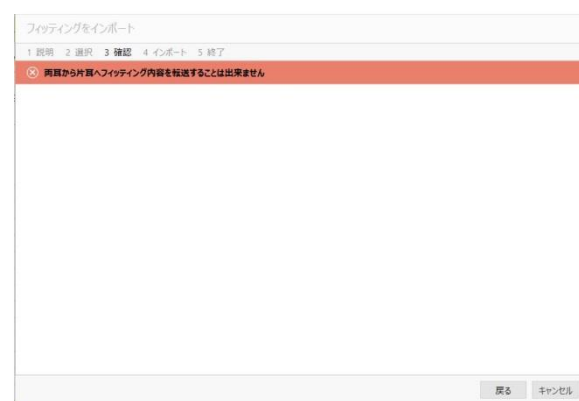 フィッティングをインポート
1 説明 2 選択 3 確認 4 インポート 5 終了
両耳から片耳へフィッティング内容を転送することは出来ません
戻る キャンセル